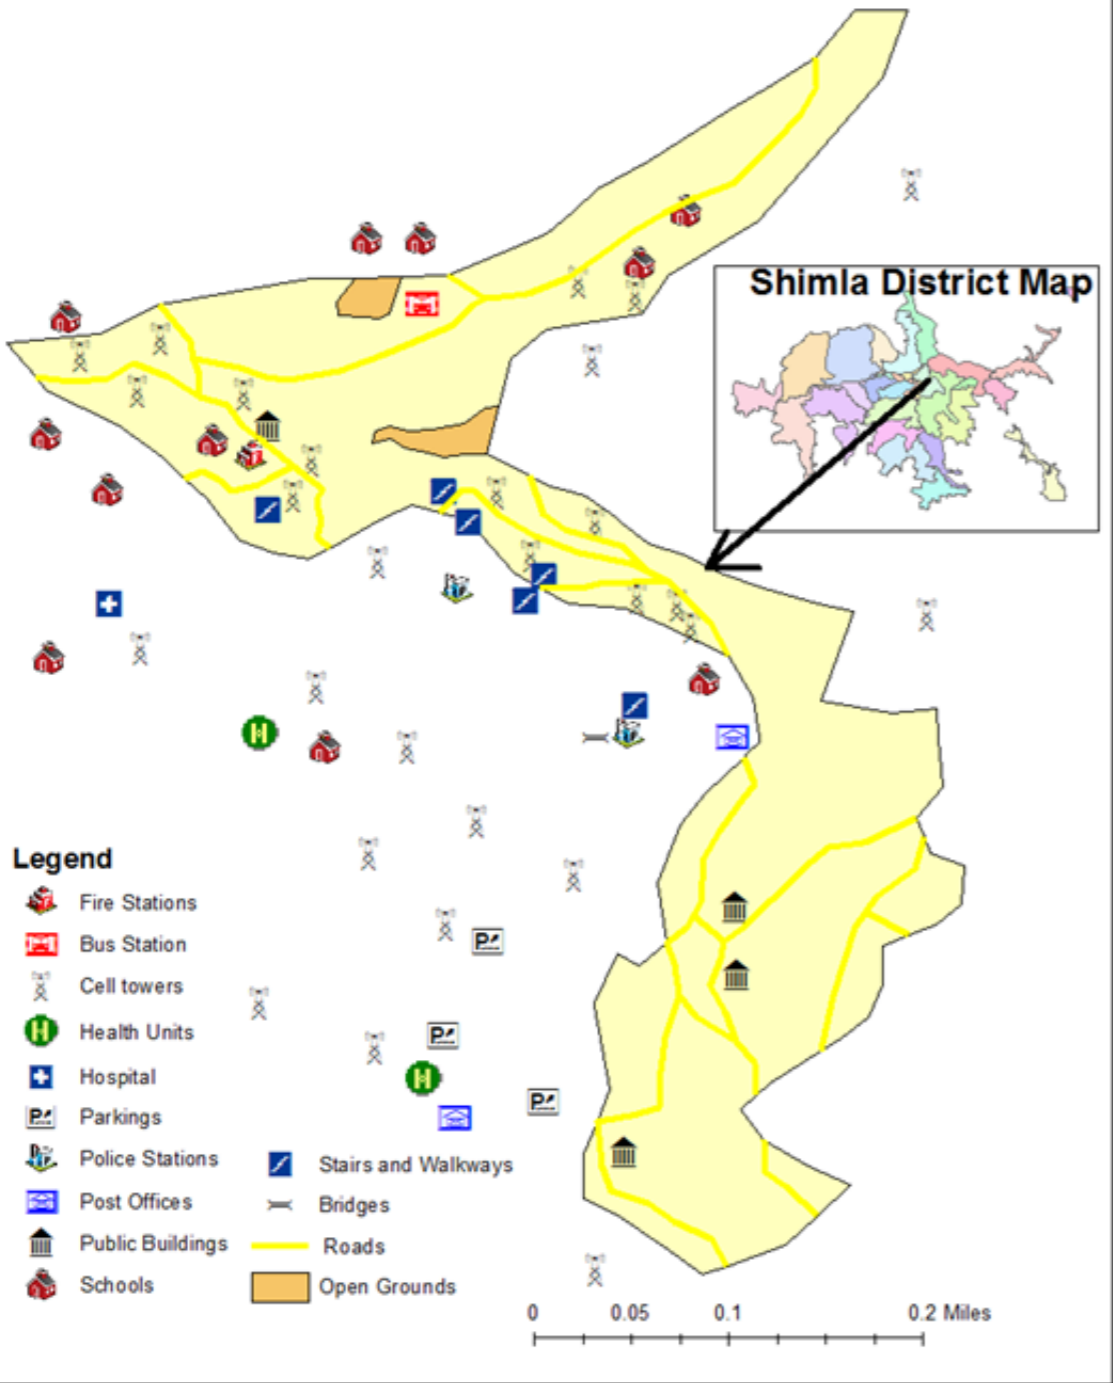 Shimla District Map
Legend
Fire Stations
Bus Station
Cell towers
Health Units
Hospital
Parkings
Police Stations
Post Offices
Public Buildings
Schools
Stairs and Walkways
Bridges
Roads
Open Grounds
0 0.05 0.1 0.2 Miles